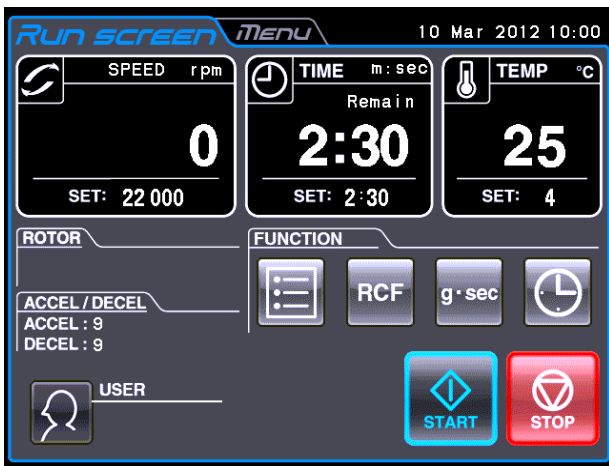 Run screen Menu 10 Mar 2012 10:00
SPEED rpm
0
SET: 22 000
TIME m:sec
Remain
2:30
SET: 2:30
TEMP °C
25
SET: 4
ROTOR
ACCEL / DECEL
ACCEL : 9
DECEL : 9
FUNCTION
RCF
g·sec
USER
START
STOP